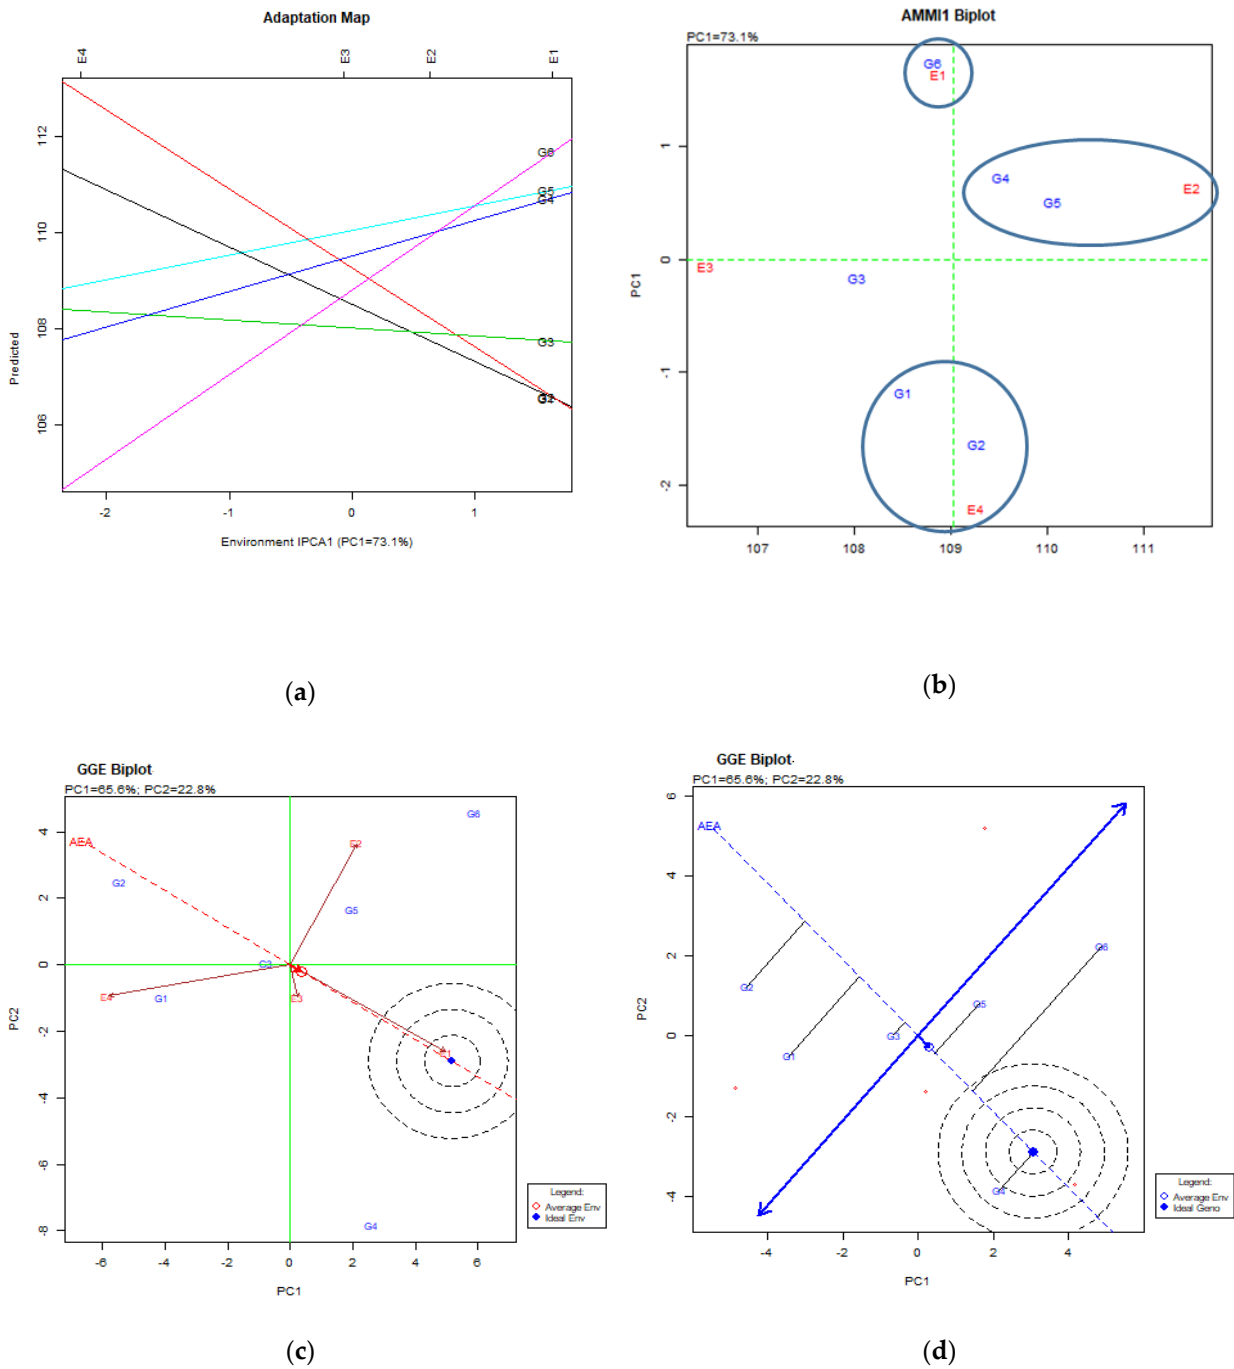 Adaptation Map
E4
E3
E2
E1
112
110
108
106
Predicted
G6
G5
G4
G3
-2
-1
0
1
Environment IPCA1 (PC1=73.1%)
(a)
AMMI1 Biplot
PC1=73.1%
G6
E1
G4
G5
E2
E3
G3
G1
G2
E4
1
0
-1
-2
PC1
107
108
109
110
111
(b)
GGE Biplot
PC1=65.6%; PC2=22.8%
G6
AEA
E2
G2
G5
G3
E4
G1
E3
G4
4
2
0
-2
-4
-6
-8
PC2
-6
-4
-2
0
2
4
6
PC1
Legend:
Average Env
Ideal Env
(c)
GGE Biplot
PC1=65.6%; PC2=22.8%
AEA
G6
G2
G5
G3
G1
G4
6
4
2
0
-2
-4
PC2
-4
-2
0
2
4
PC1
Legend:
Average Env
Ideal Geno
(d)